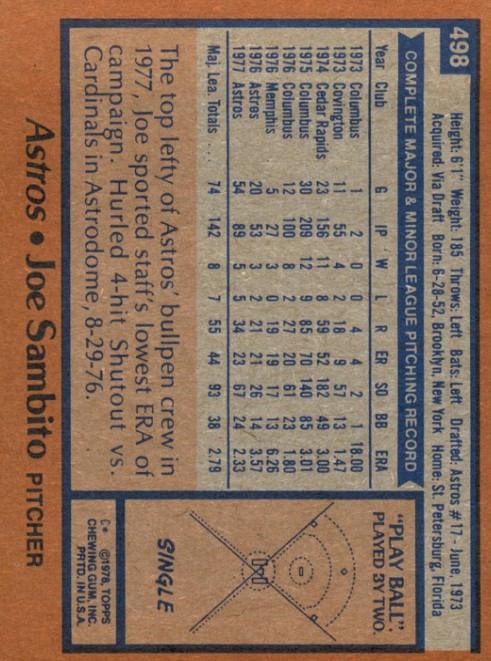 498
Height: 6'1" Weight: 185 Throws: Left Bats: Left Drafted: Astros #17-June, 1973
Acquired: Via Draft Born: 6-28-52, Brooklyn, New York Home: St. Petersburg, Florida
COMPLETE MAJOR & MINOR LEAGUE PITCHING RECORD
Year Club G IP W L R ER SO BB ERA
1973 Columbus 1 2 0 0 4 4 2 1 18.00
1973 Covington 11 55 4 2 18 9 57 13 1.47
1974 Cedar Rapids 23 156 11 8 59 52 182 49 3.00
1975 Columbus 30 209 12 9 85 70 140 85 3.01
1976 Columbus 12 100 8 2 27 20 61 23 1.80
1976 Memphis 5 27 3 0 19 19 17 13 6.26
1976 Astros 20 53 3 2 21 21 26 14 3.57
1977 Astros 54 89 5 5 34 23 67 24 2.33
Maj. Lea. Totals ... 74 142 8 7 55 44 93 38 2.79
The top lefty of Astros' bullpen crew in
1977, Joe sported staff's lowest ERA of
campaign. Hurled 4-hit Shutout vs.
Cardinals in Astrodome, 8-29-76.
"PLAY BALL"
PLAYED BY TWO.
SINGLE
C* ©1978, TOPPS
CHEWING GUM, INC.
PRTD. IN U.S.A.
Astros • Joe Sambito PITCHER